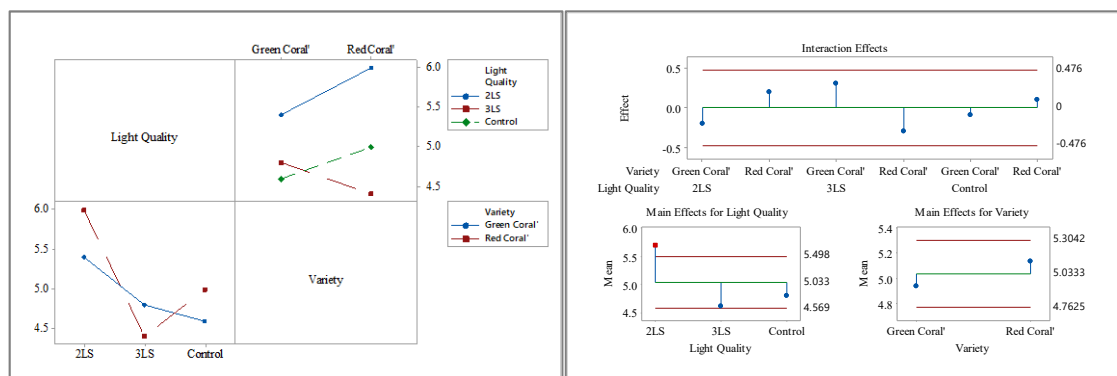 Green Coral' Red Coral'
Light Quality
6.0
5.5
5.0
4.5
Light
Quality
2LS
3LS
Control
6.0
5.5
5.0
4.5
Variety
Variety
Green Coral'
Red Coral'
2LS 3LS Control
Interaction Effects
Effect
0.5
0.0
-0.5
0.476
0
-0.476
Variety Green Coral' Red Coral' Green Coral' Red Coral' Green Coral' Red Coral'
Light Quality 2LS 3LS Control
Main Effects for Light Quality
Mean
6.0
5.5
5.0
4.5
5.498
5.033
4.569
2LS 3LS Control
Light Quality
Main Effects for Variety
Mean
5.4
5.2
5.0
4.8
5.3042
5.0333
4.7625
Green Coral' Red Coral'
Variety